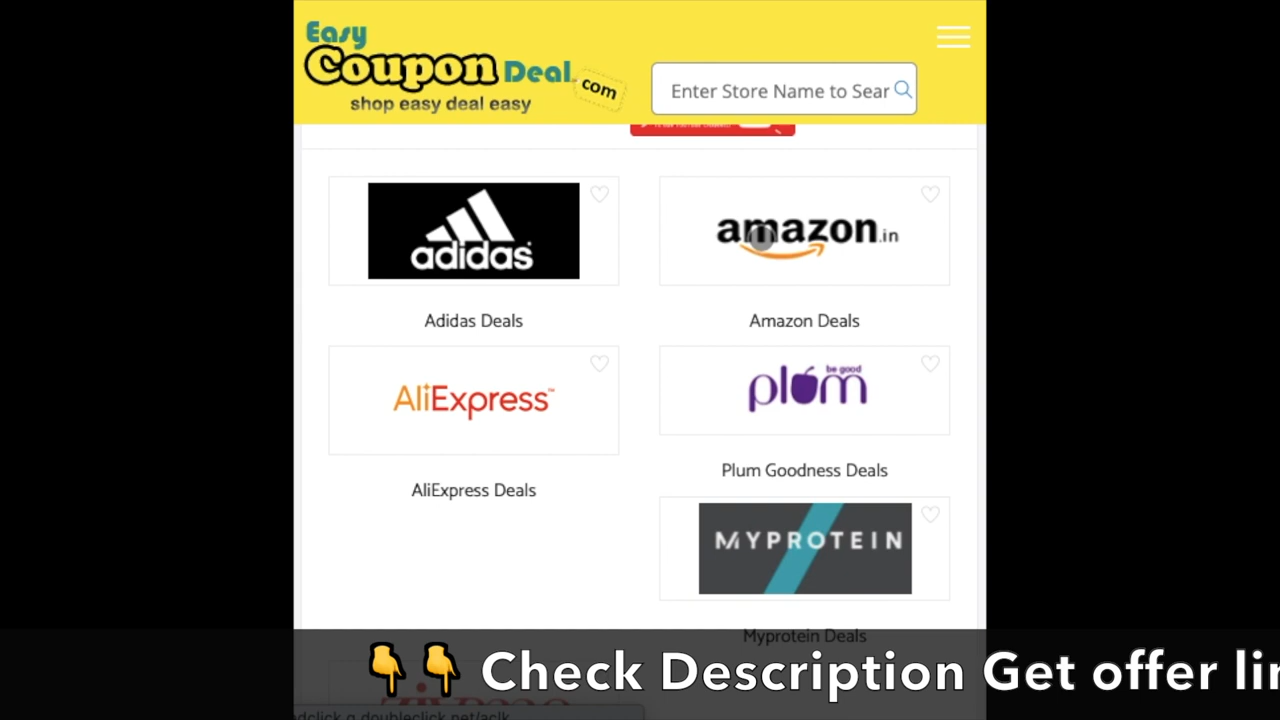 Easy
Coupon Deal .com
shop easy deal easy
Enter Store Name to Sear
adidas
amazon.in
Adidas Deals
Amazon Deals
AliExpress™
be good
plum
AliExpress Deals
Plum Goodness Deals
MYPROTEIN
Myprotein Deals
👇👇 Check Description Get offer lin